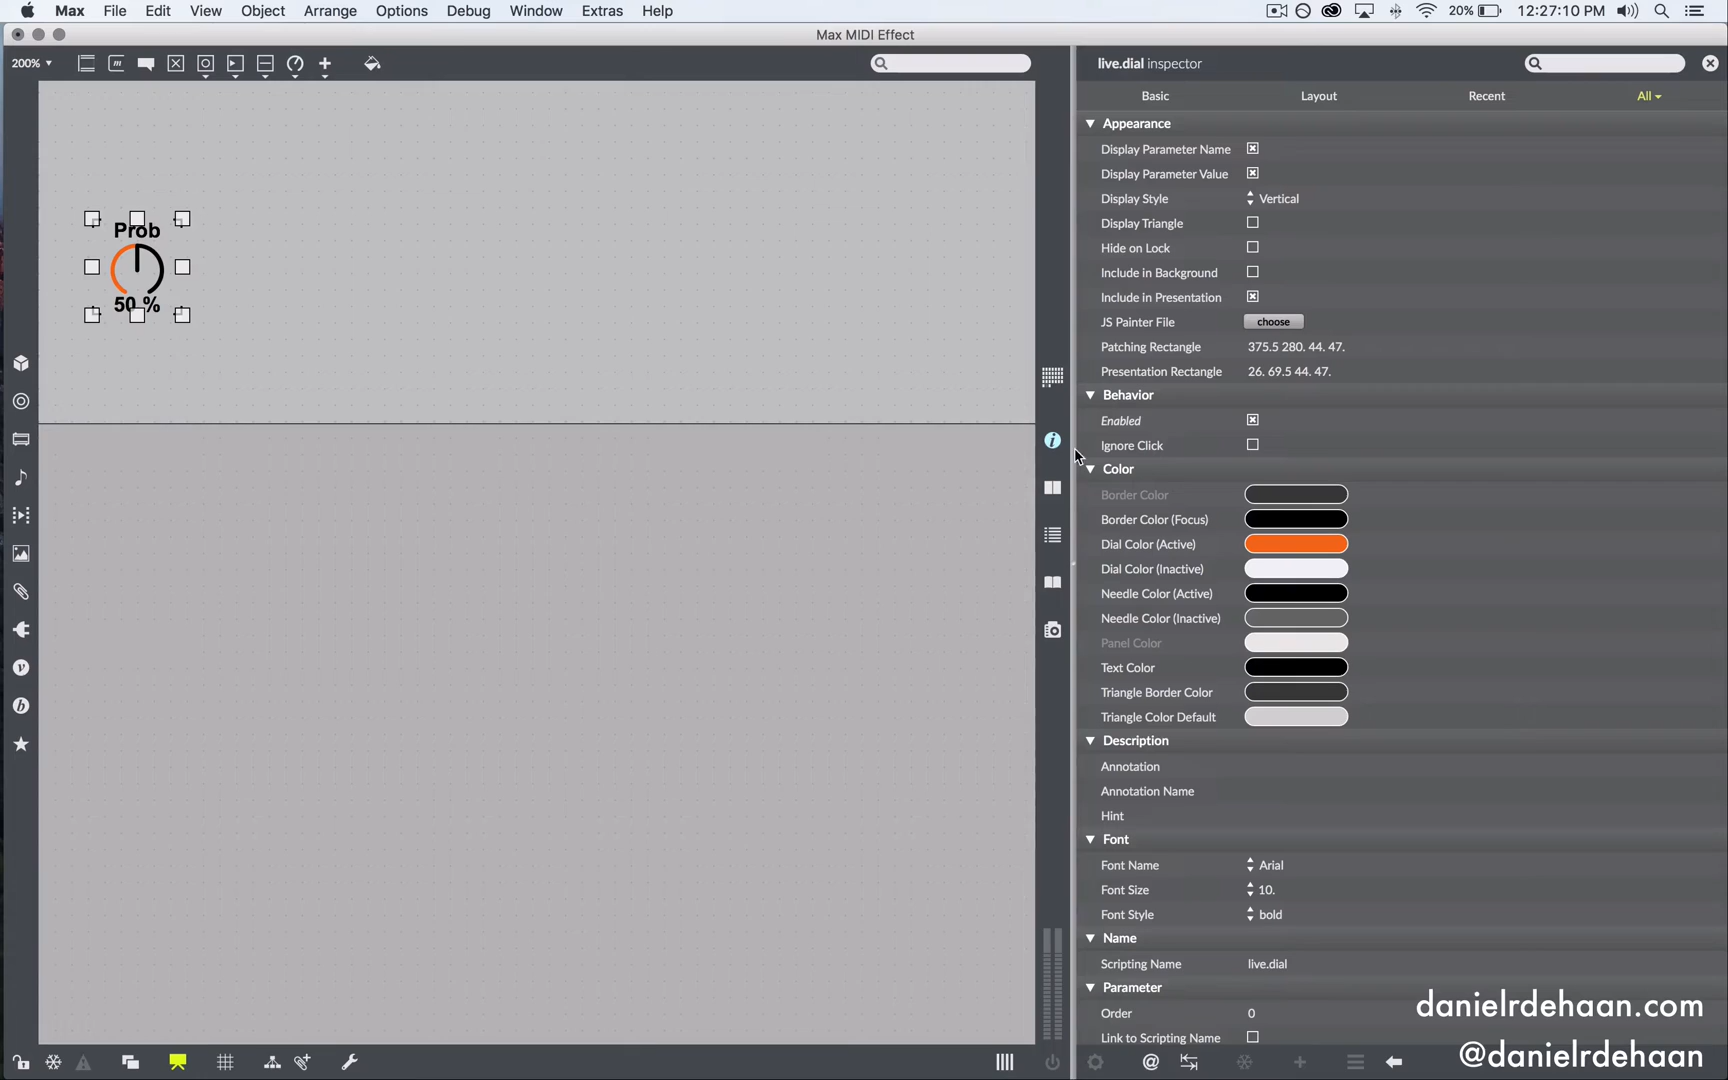 Max File Edit View Object Arrange Options Debug Window Extras Help 20% 12:27:10 PM
Max MIDI Effect
200%
live.dial inspector
Basic Layout Recent All
Appearance
Display Parameter Name
Display Parameter Value
Display Style Vertical
Display Triangle
Hide on Lock
Include in Background
Include in Presentation
JS Painter File choose
Patching Rectangle 375.5 280. 44. 47.
Presentation Rectangle 26. 69.5 44. 47.
Prob
50 %
Behavior
Enabled
Ignore Click
Color
Border Color
Border Color (Focus)
Dial Color (Active)
Dial Color (Inactive)
Needle Color (Active)
Needle Color (Inactive)
Panel Color
Text Color
Triangle Border Color
Triangle Color Default
Description
Annotation
Annotation Name
Hint
Font
Font Name Arial
Font Size 10.
Font Style bold
Name
Scripting Name live.dial
Parameter
Order 0
Link to Scripting Name
danielrdehaan.com
@danielrdehaan